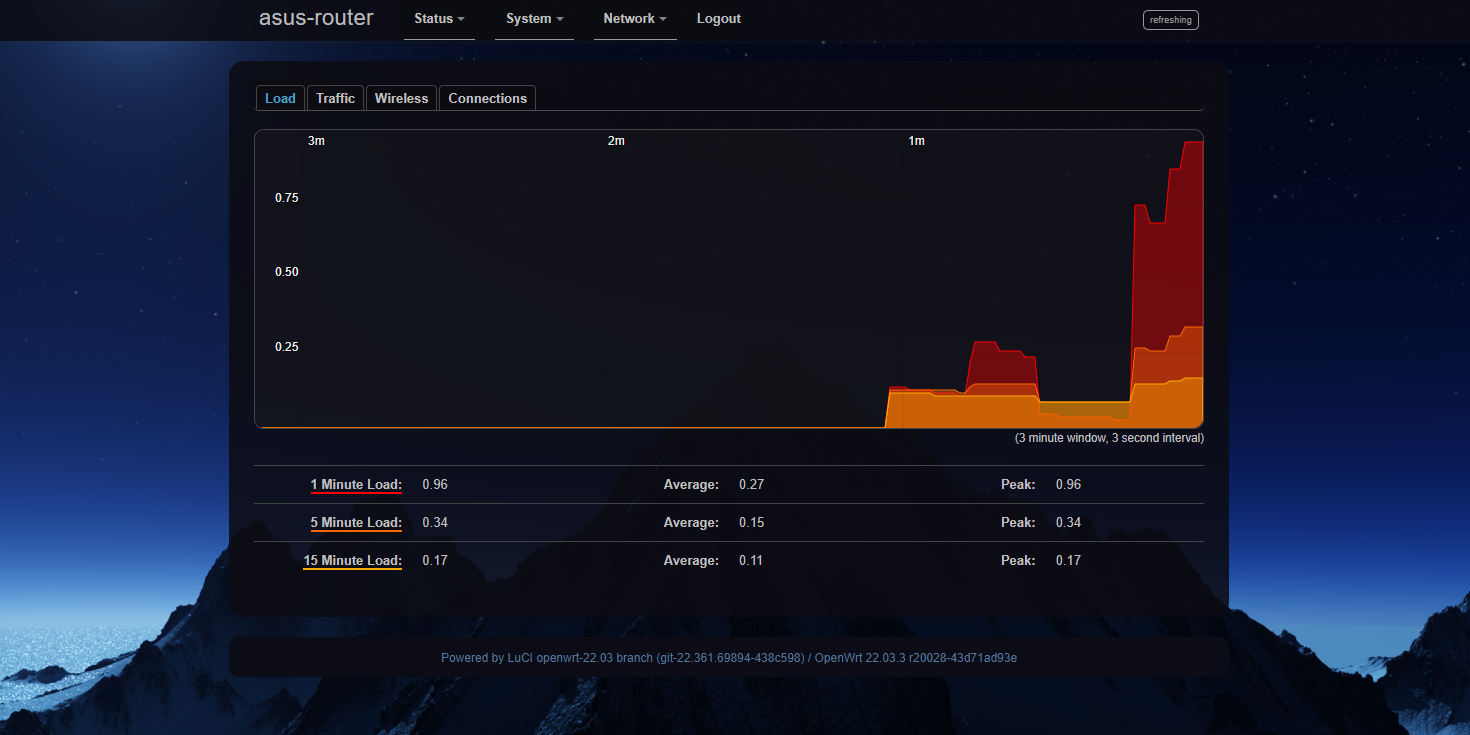 asus-router Status System Network Logout refreshing
Load Traffic Wireless Connections
3m 2m 1m
0.75
0.50
0.25
(3 minute window, 3 second interval)
1 Minute Load: 0.96 Average: 0.27 Peak: 0.96
5 Minute Load: 0.34 Average: 0.15 Peak: 0.34
15 Minute Load: 0.17 Average: 0.11 Peak: 0.17
Powered by LuCI openwrt-22.03 branch (git-22.361.69894-438c598) / OpenWrt 22.03.3 r20028-43d71ad93e